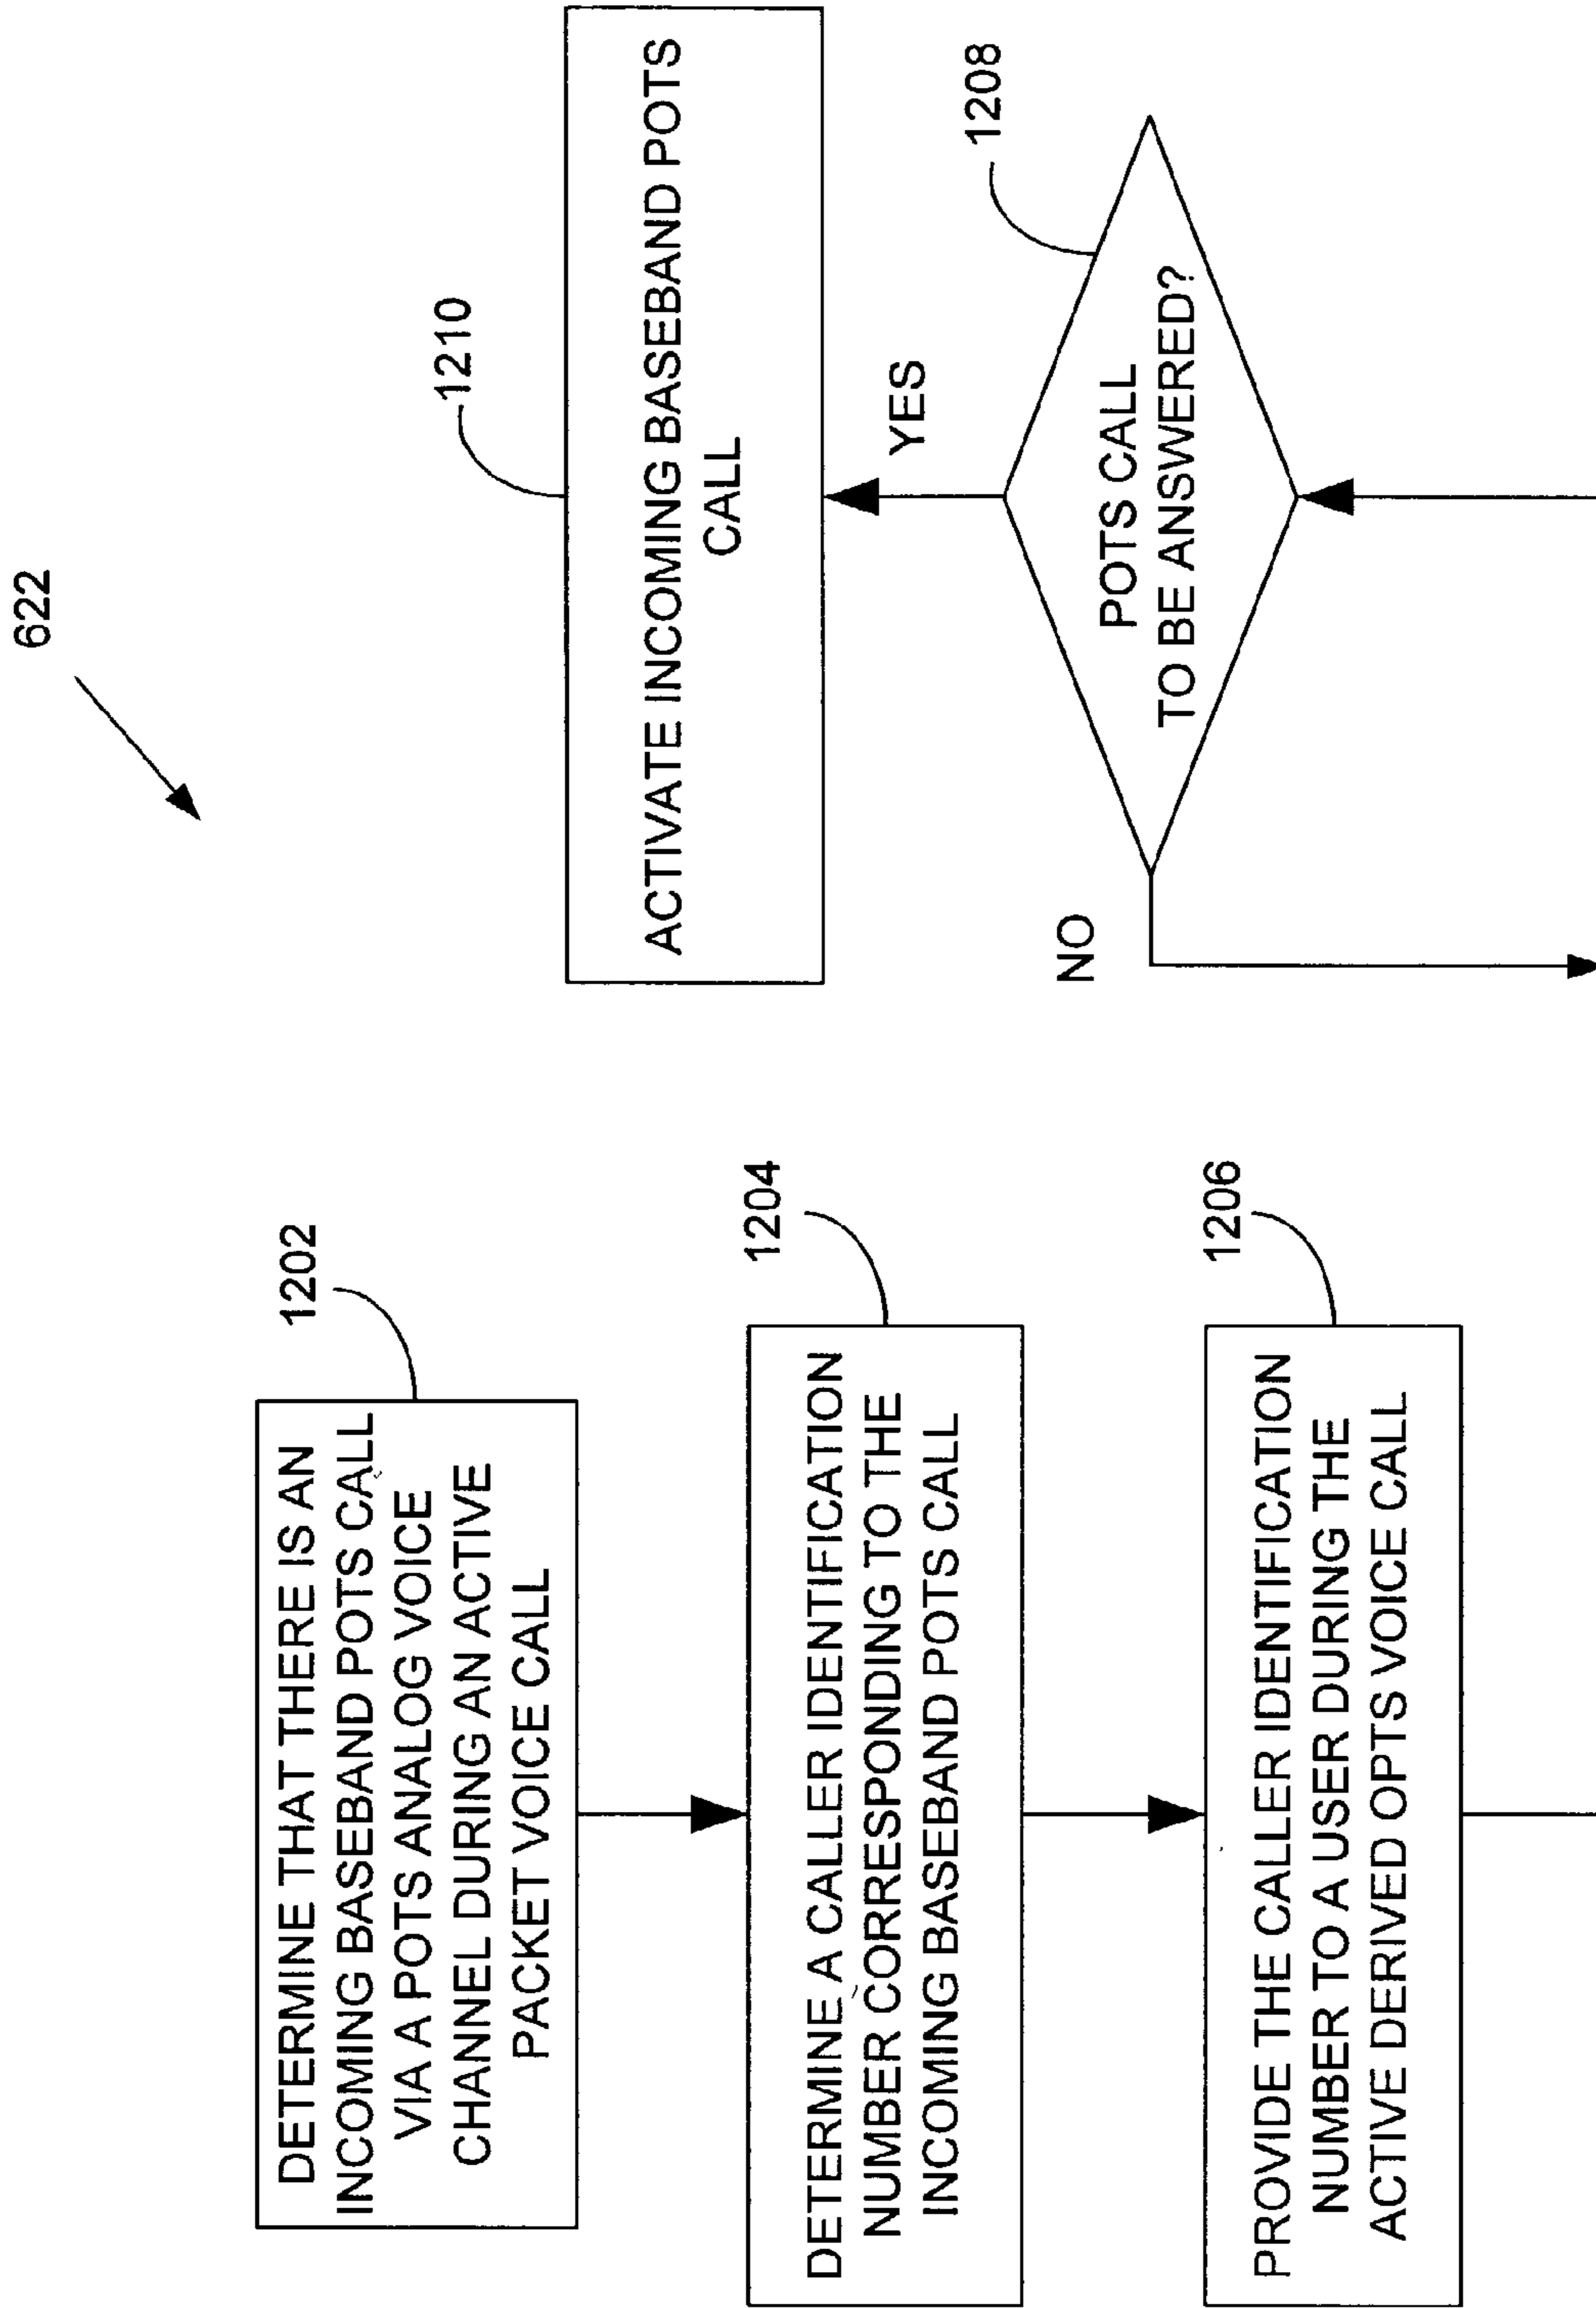 622
1202
DETERMINE THAT THERE IS AN
INCOMING BASEBAND POTS CALL
VIA A POTS ANALOG VOICE
CHANNEL DURING AN ACTIVE
PACKET VOICE CALL
1204
DETERMINE A CALLER IDENTIFICATION
NUMBER CORRESPONDING TO THE
INCOMING BASEBAND POTS CALL
1206
PROVIDE THE CALLER IDENTIFICATION
NUMBER TO A USER DURING THE
ACTIVE DERIVED OPTS VOICE CALL
1210
ACTIVATE INCOMING BASEBAND POTS
CALL
YES
1208
POTS CALL
TO BE ANSWERED?
NO